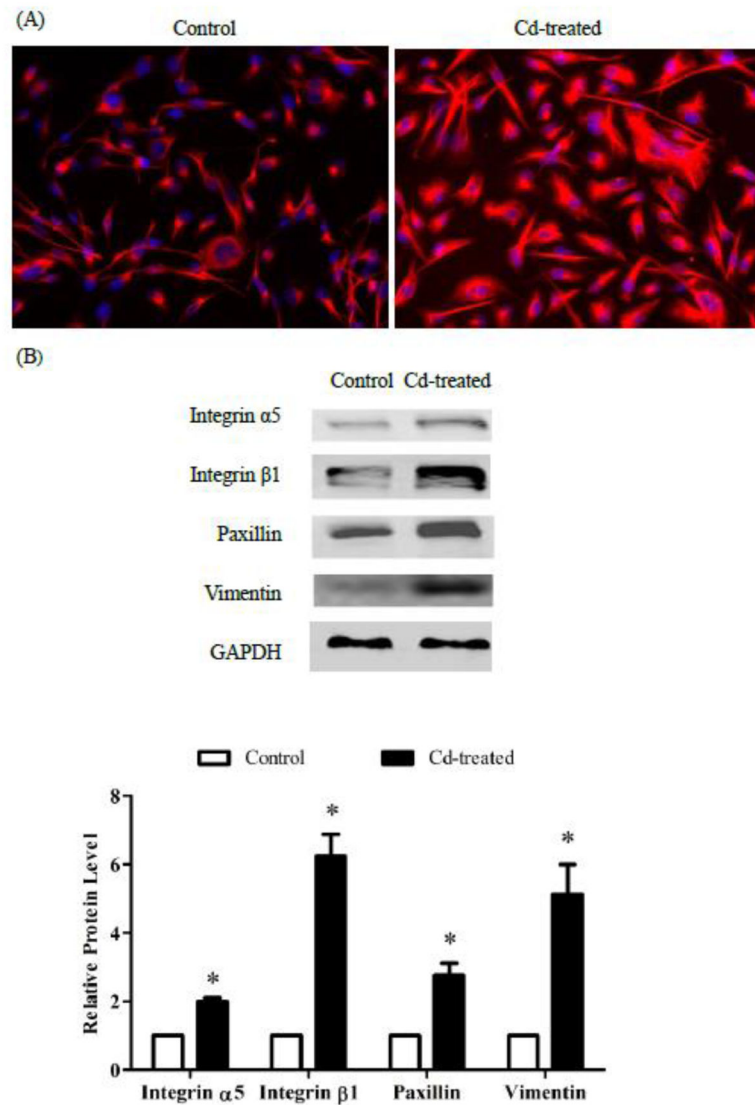 (A)
Control Cd-treated
(B)
Control Cd-treated
Integrin α5
Integrin β1
Paxillin
Vimentin
GAPDH
Control Cd-treated
Relative Protein Level
8
6
4
2
0
*
*
*
*
Integrin α5 Integrin β1 Paxillin Vimentin